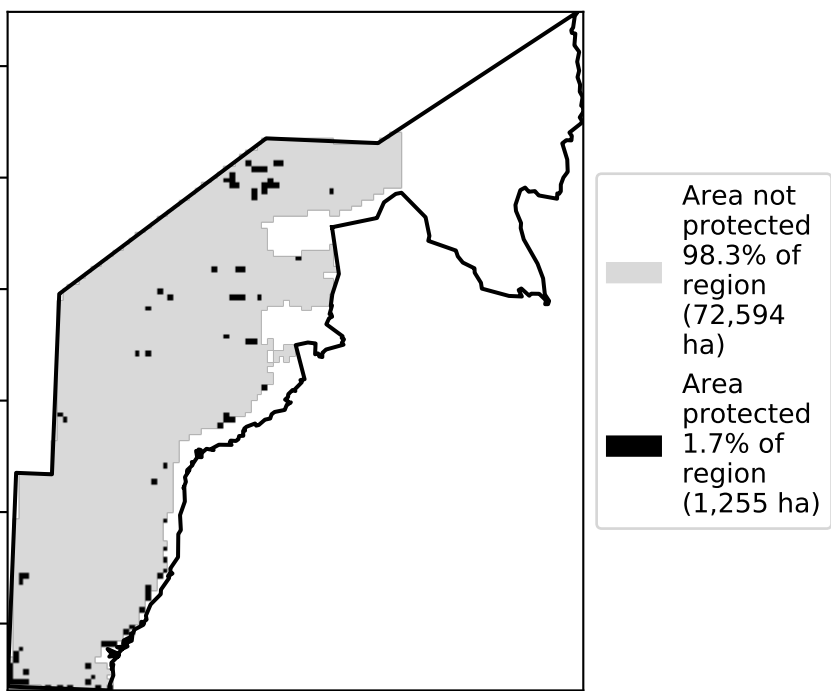 Area not
protected
98.3% of
region
(72,594
ha)
Area
protected
1.7% of
region
(1,255 ha)